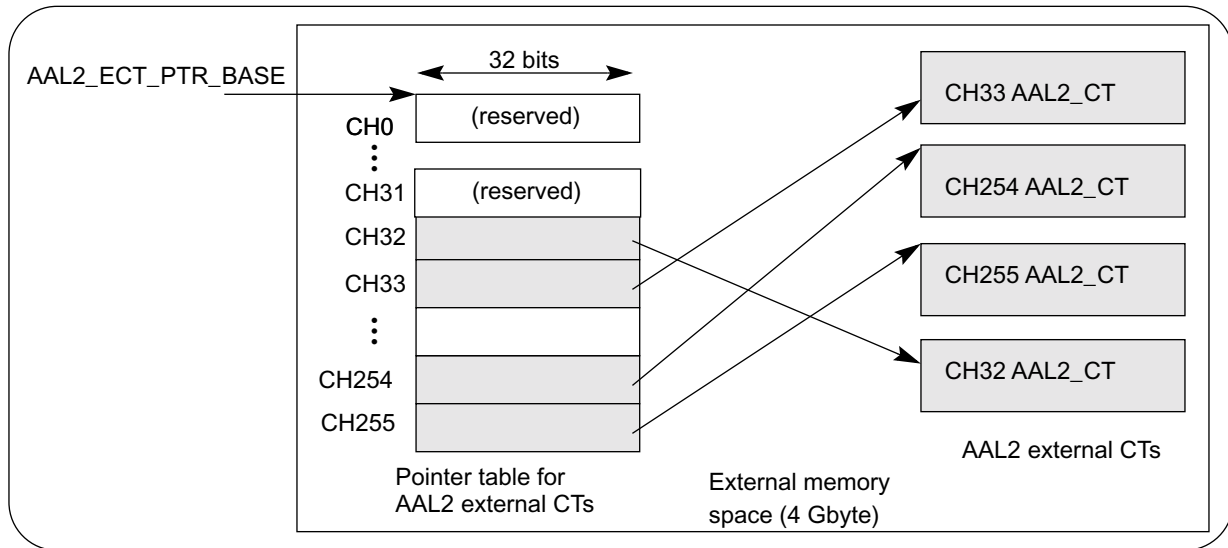 AAL2_ECT_PTR_BASE
32 bits
(reserved)
CH0
CH31
(reserved)
CH32
CH33
CH254
CH255
Pointer table for
AAL2 external CTs
External memory
space (4 Gbyte)
CH33 AAL2_CT
CH254 AAL2_CT
CH255 AAL2_CT
CH32 AAL2_CT
AAL2 external CTs